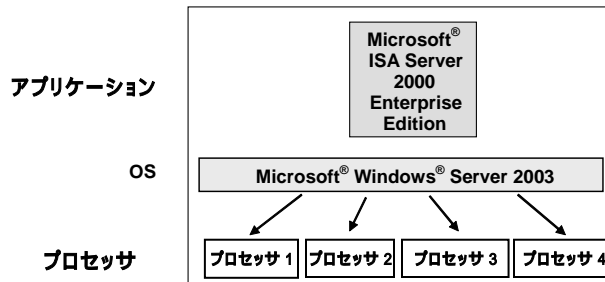 Microsoft®
ISA Server
2000
Enterprise
Edition
アプリケーション
OS
Microsoft® Windows® Server 2003
プロセッサ
プロセッサ 1
プロセッサ 2
プロセッサ 3
プロセッサ 4